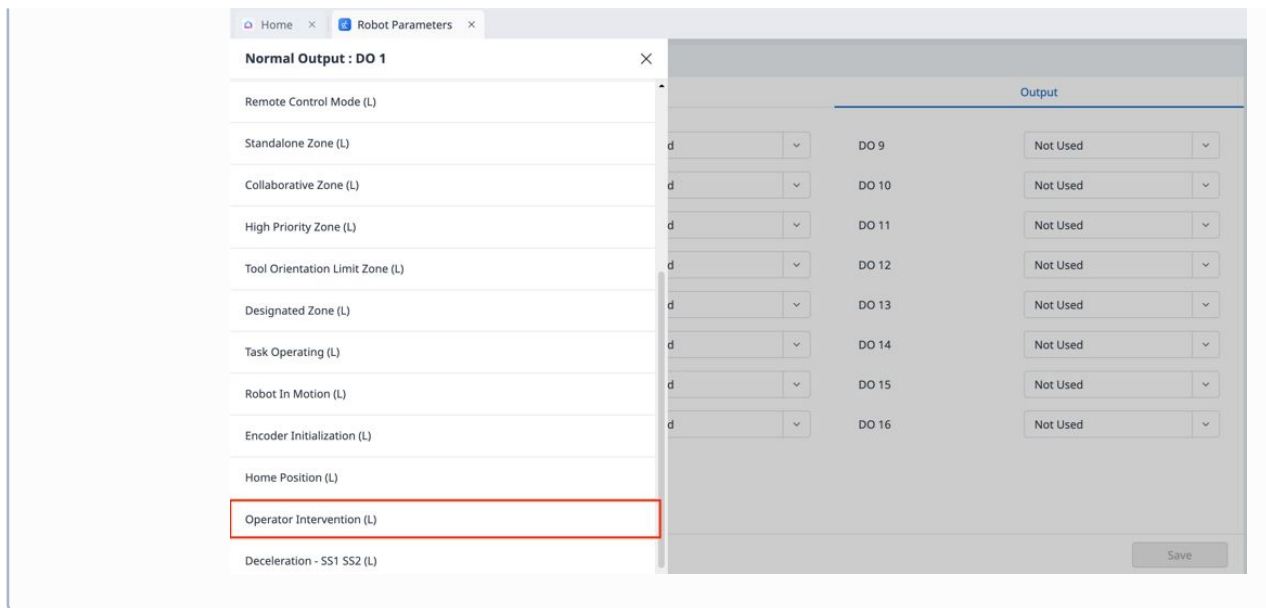 Home × Robot Parameters ×
Normal Output : DO 1
Output
Remote Control Mode (L)
Standalone Zone (L)
d DO 9 Not Used
Collaborative Zone (L)
d DO 10 Not Used
High Priority Zone (L)
d DO 11 Not Used
Tool Orientation Limit Zone (L)
d DO 12 Not Used
Designated Zone (L)
d DO 13 Not Used
Task Operating (L)
d DO 14 Not Used
Robot In Motion (L)
d DO 15 Not Used
Encoder Initialization (L)
d DO 16 Not Used
Home Position (L)
Operator Intervention (L)
Deceleration - SS1 SS2 (L)
Save